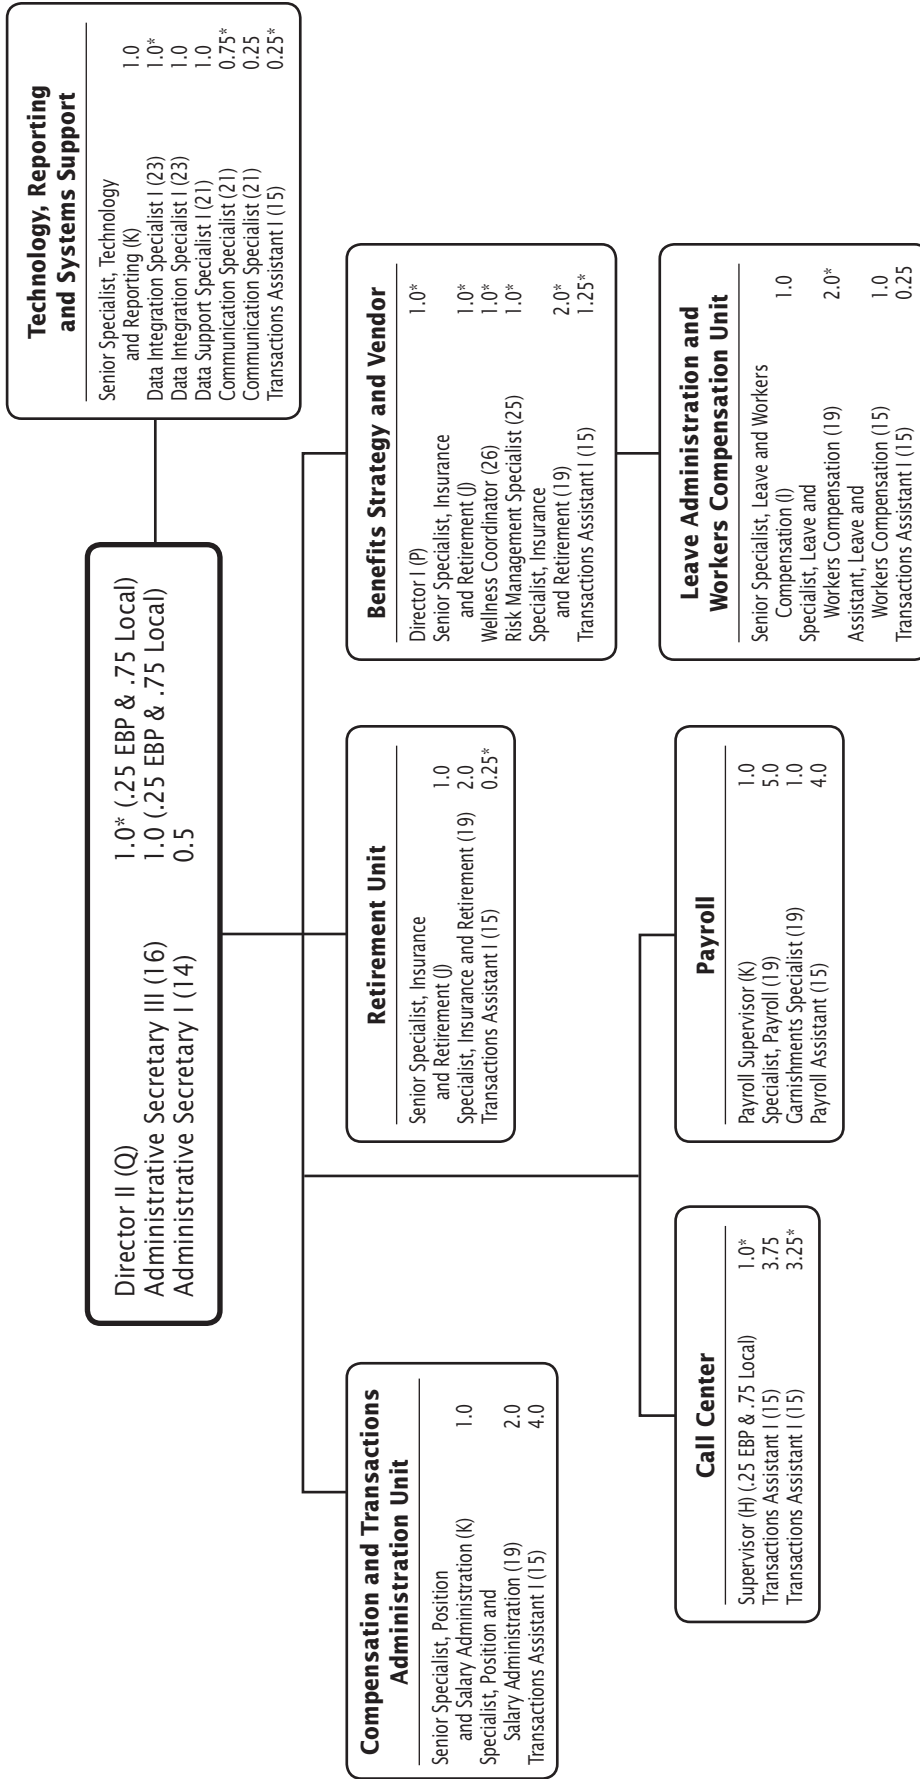 Director II (Q) 1.0* (.25 EBP & .75 Local)
Administrative Secretary III (16) 1.0 (.25 EBP & .75 Local)
Administrative Secretary I (14) 0.5
Technology, Reporting
and Systems Support
Senior Specialist, Technology
and Reporting (K) 1.0
Data Integration Specialist I (23) 1.0*
Data Integration Specialist I (23) 1.0
Data Support Specialist I (21) 1.0
Communication Specialist (21) 0.75*
Communication Specialist (21) 0.25
Transactions Assistant I (15) 0.25*
Compensation and Transactions
Administration Unit
Senior Specialist, Position
and Salary Administration (K) 1.0
Specialist, Position and
Salary Administration (19) 2.0
Transactions Assistant I (15) 4.0
Retirement Unit
Senior Specialist, Insurance
and Retirement (J) 1.0
Specialist, Insurance and Retirement (19) 2.0
Transactions Assistant I (15) 0.25*
Benefits Strategy and Vendor
Director I (P) 1.0*
Senior Specialist, Insurance
and Retirement (J) 1.0*
Wellness Coordinator (26) 1.0*
Risk Management Specialist (25) 1.0*
Specialist, Insurance
and Retirement (19) 2.0*
Transactions Assistant I (15) 1.25*
Call Center
Supervisor (H) (.25 EBP & .75 Local) 1.0*
Transactions Assistant I (15) 3.75
Transactions Assistant I (15) 3.25*
Payroll
Payroll Supervisor (K) 1.0
Specialist, Payroll (19) 5.0
Garnishments Specialist (19) 1.0
Payroll Assistant (15) 4.0
Leave Administration and
Workers Compensation Unit
Senior Specialist, Leave and Workers
Compensation (I) 1.0
Specialist, Leave and
Workers Compensation (19) 2.0*
Assistant, Leave and
Workers Compensation (15) 1.0
Transactions Assistant I (15) 0.25